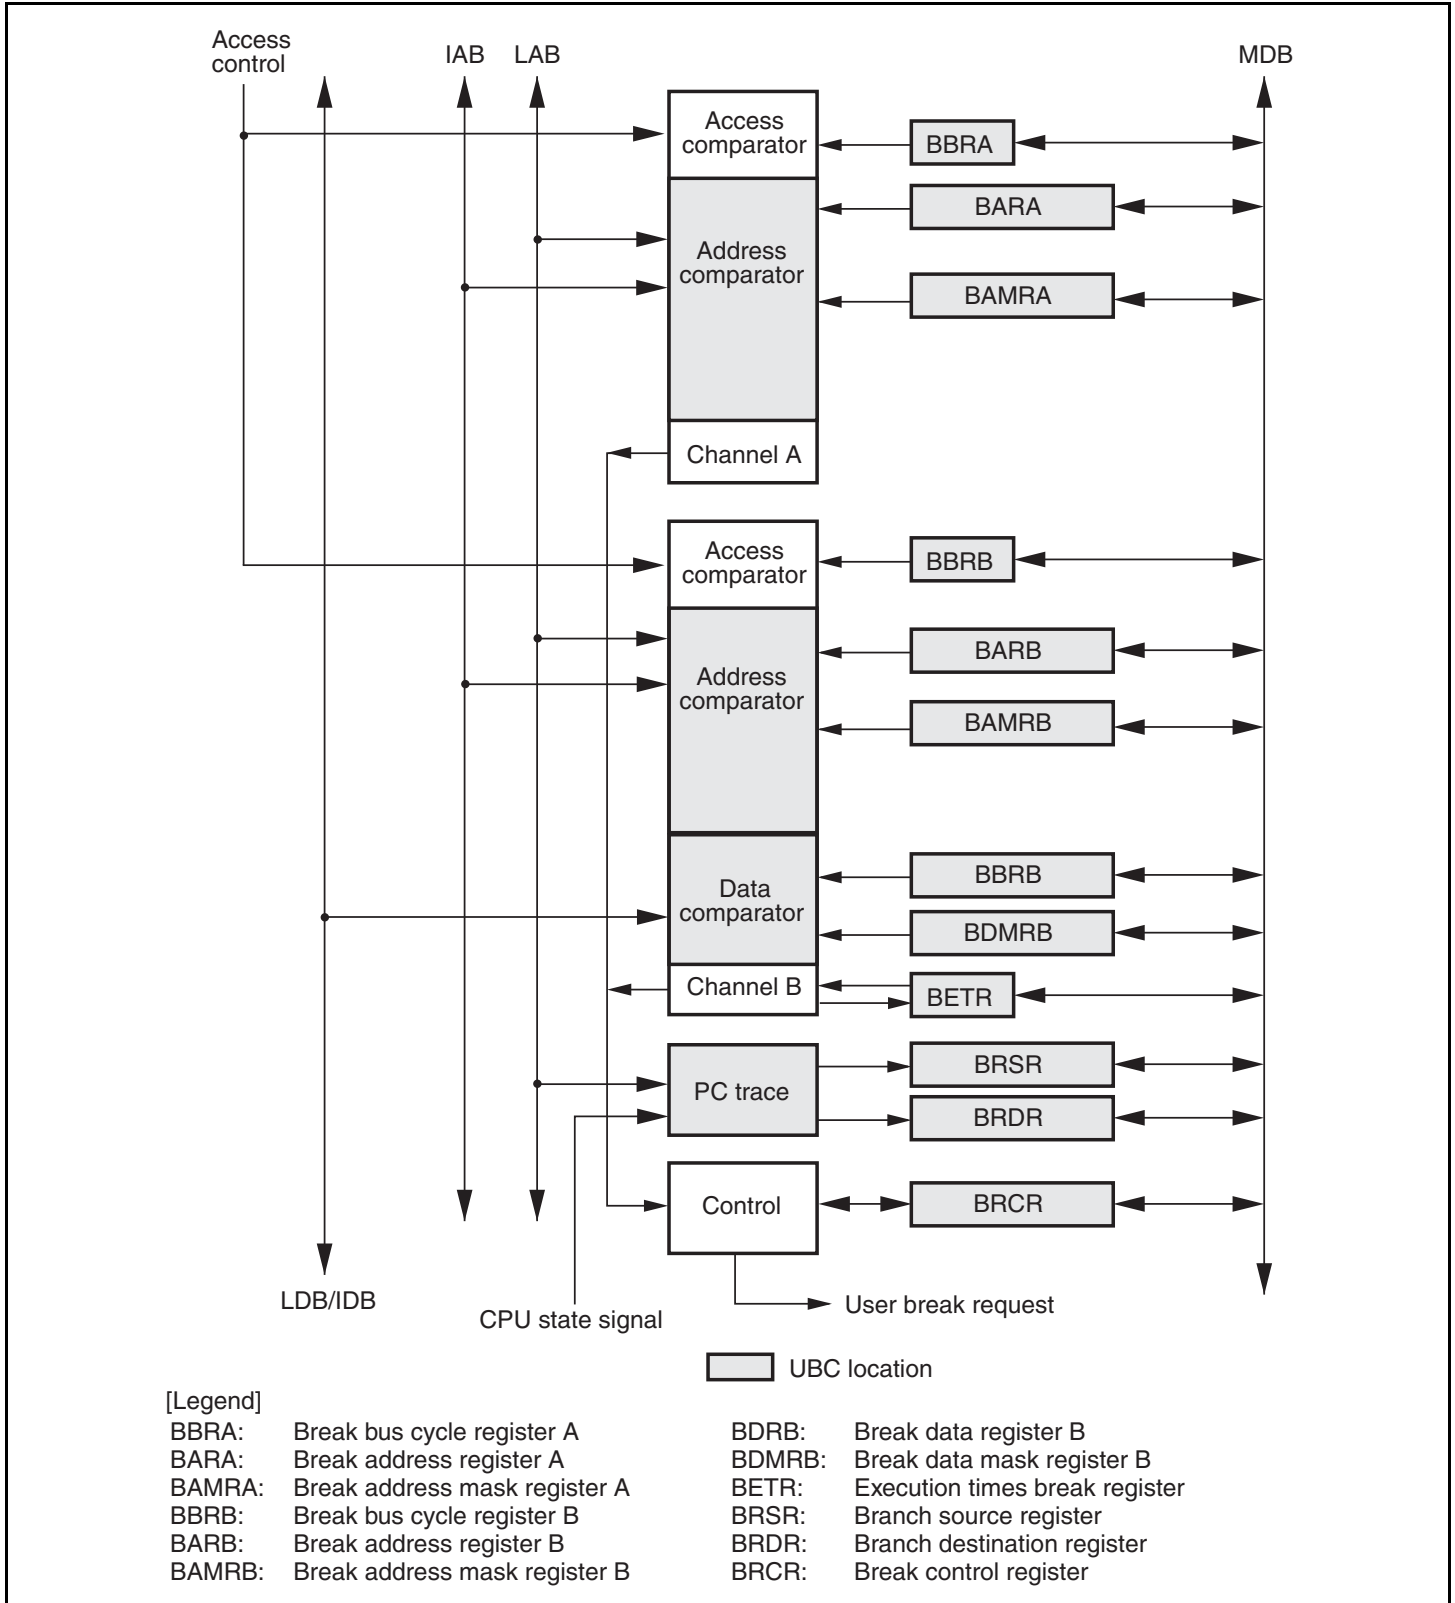 Access
control
IAB
LAB
MDB
Access
comparator
BBRA
BARA
Address
comparator
BAMRA
Channel A
Access
comparator
BBRB
BARB
Address
comparator
BAMRB
BBRB
Data
comparator
BDMRB
Channel B
BETR
BRSR
PC trace
BRDR
Control
BRCR
LDB/IDB
CPU state signal
User break request
UBC location
[Legend]
BBRA: Break bus cycle register A
BARA: Break address register A
BAMRA: Break address mask register A
BBRB: Break bus cycle register B
BARB: Break address register B
BAMRB: Break address mask register B
BDRB: Break data register B
BDMRB: Break data mask register B
BETR: Execution times break register
BRSR: Branch source register
BRDR: Branch destination register
BRCR: Break control register